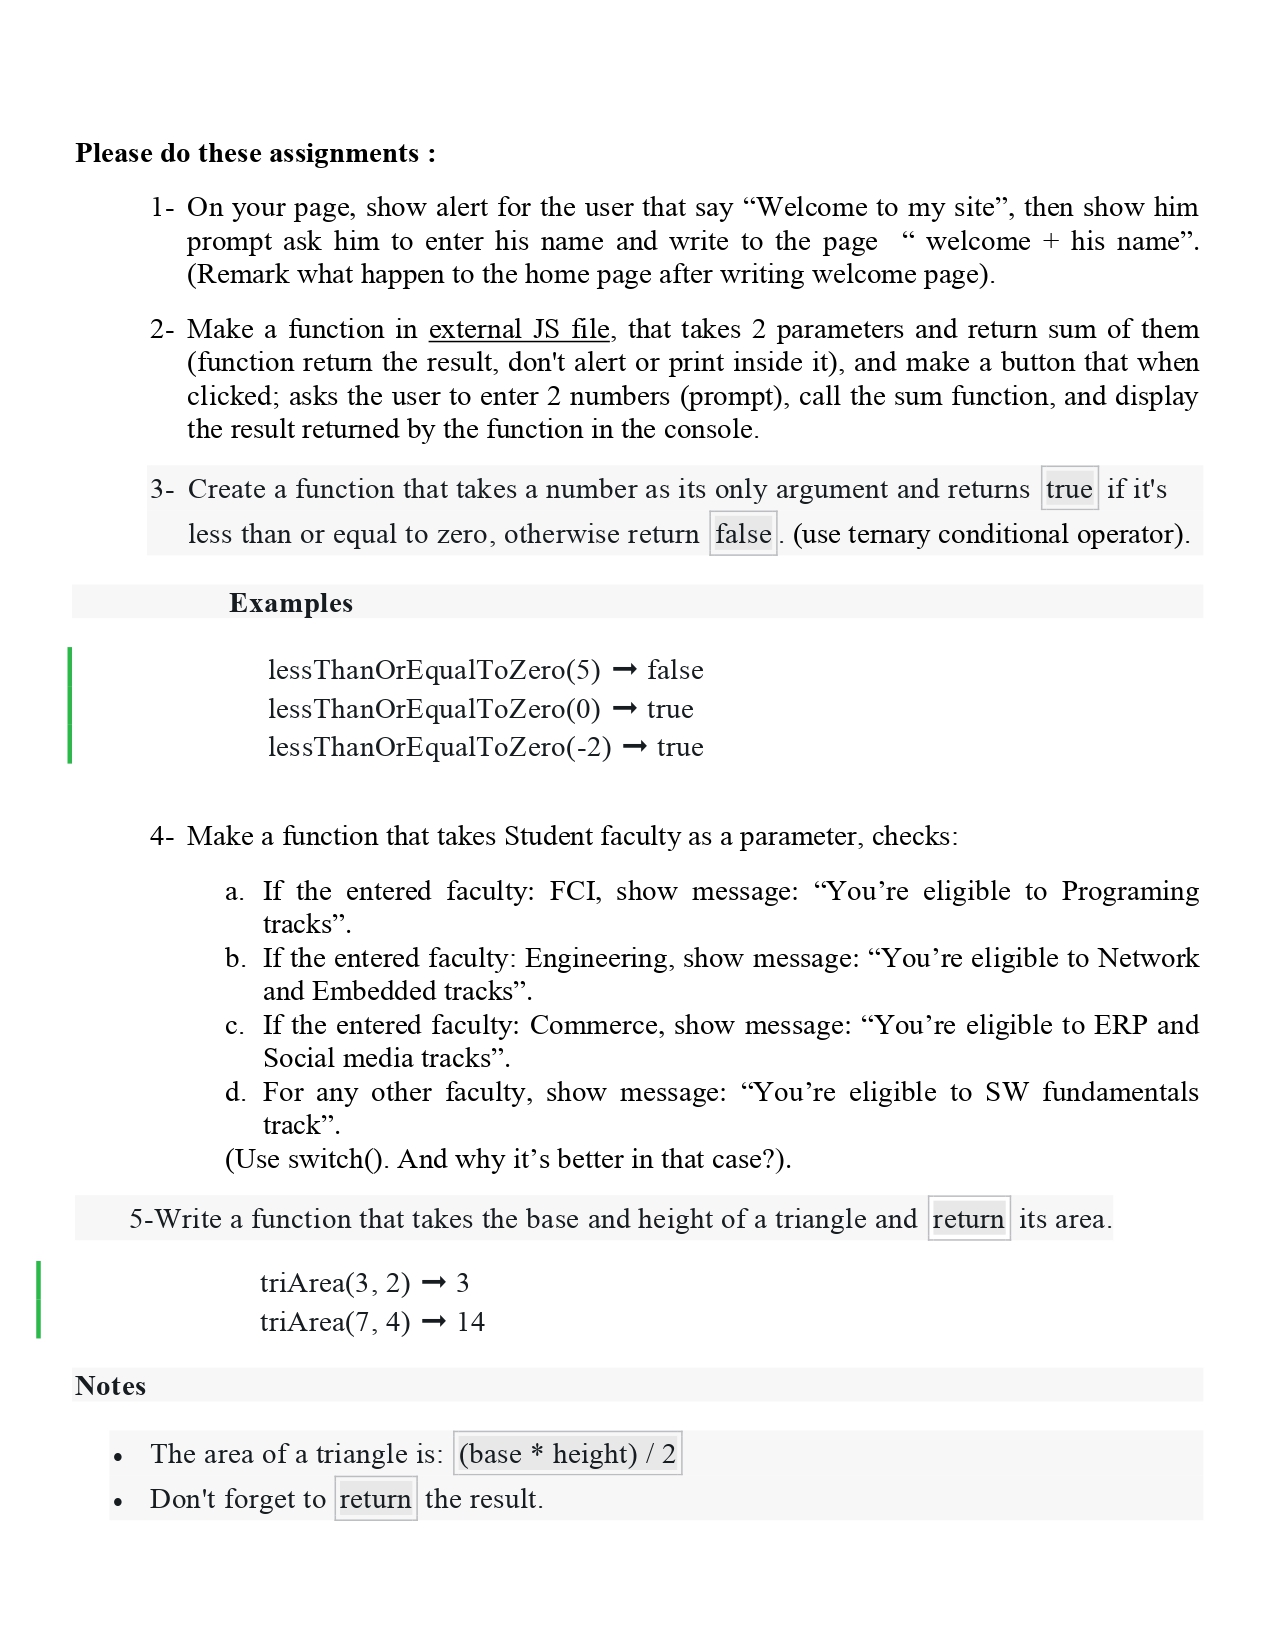 Please do these assignments :
1- On your page, show alert for the user that say “Welcome to my site”, then show him
prompt ask him to enter his name and write to the page “ welcome + his name”.
(Remark what happen to the home page after writing welcome page).
2- Make a function in external JS file, that takes 2 parameters and return sum of them
(function return the result, don't alert or print inside it), and make a button that when
clicked; asks the user to enter 2 numbers (prompt), call the sum function, and display
the result returned by the function in the console.
3- Create a function that takes a number as its only argument and returns true if it's
less than or equal to zero, otherwise return false. (use ternary conditional operator).
Examples
lessThanOrEqualToZero(5) ➞ false
lessThanOrEqualToZero(0) ➞ true
lessThanOrEqualToZero(-2) ➞ true
4- Make a function that takes Student faculty as a parameter, checks:
a. If the entered faculty: FCI, show message: “You’re eligible to Programing
tracks”.
b. If the entered faculty: Engineering, show message: “You’re eligible to Network
and Embedded tracks”.
c. If the entered faculty: Commerce, show message: “You’re eligible to ERP and
Social media tracks”.
d. For any other faculty, show message: “You’re eligible to SW fundamentals
track”.
(Use switch(). And why it’s better in that case?).
5-Write a function that takes the base and height of a triangle and return its area.
triArea(3, 2) ➞ 3
triArea(7, 4) ➞ 14
Notes
• The area of a triangle is: (base * height) / 2
• Don't forget to return the result.